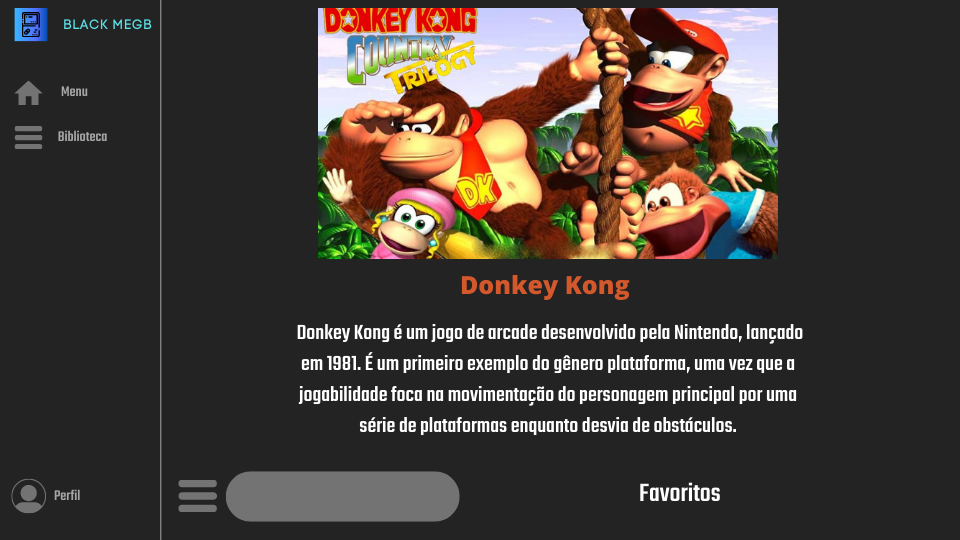 BLACK MEGB
Menu
Biblioteca
DONKEY KONG
COUNTRY
TRILOGY
DK
Donkey Kong
Donkey Kong é um jogo de arcade desenvolvido pela Nintendo, lançado
em 1981. É um primeiro exemplo do gênero plataforma, uma vez que a
jogabilidade foca na movimentação do personagem principal por uma
série de plataformas enquanto desvia de obstáculos.
Perfil
Favoritos